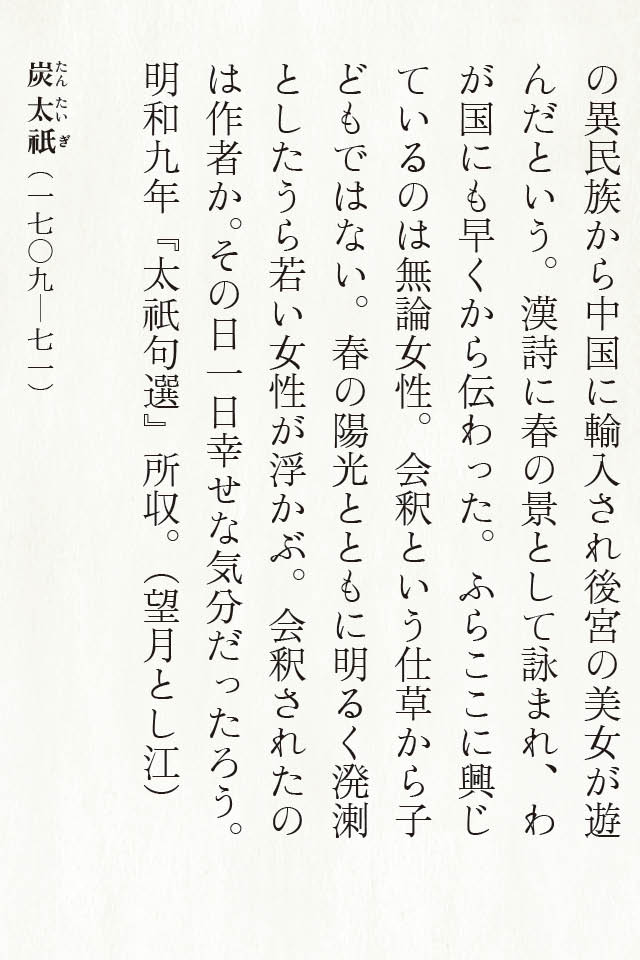 の異民族から中国に輸入され後宮の美女が遊
んだという。漢詩に春の景として詠まれ、わ
が国にも早くから伝わった。ふらここに興じ
ているのは無論女性。会釈という仕草から子
どもではない。春の陽光とともに明るく溌溂
としたうら若い女性が浮かぶ。会釈されたの
は作者か。その日一日幸せな気分だったろう。
明和九年『太祇句選』所収。（望月とし江）
炭太祇（一七〇九―七一）
たんたいぎ